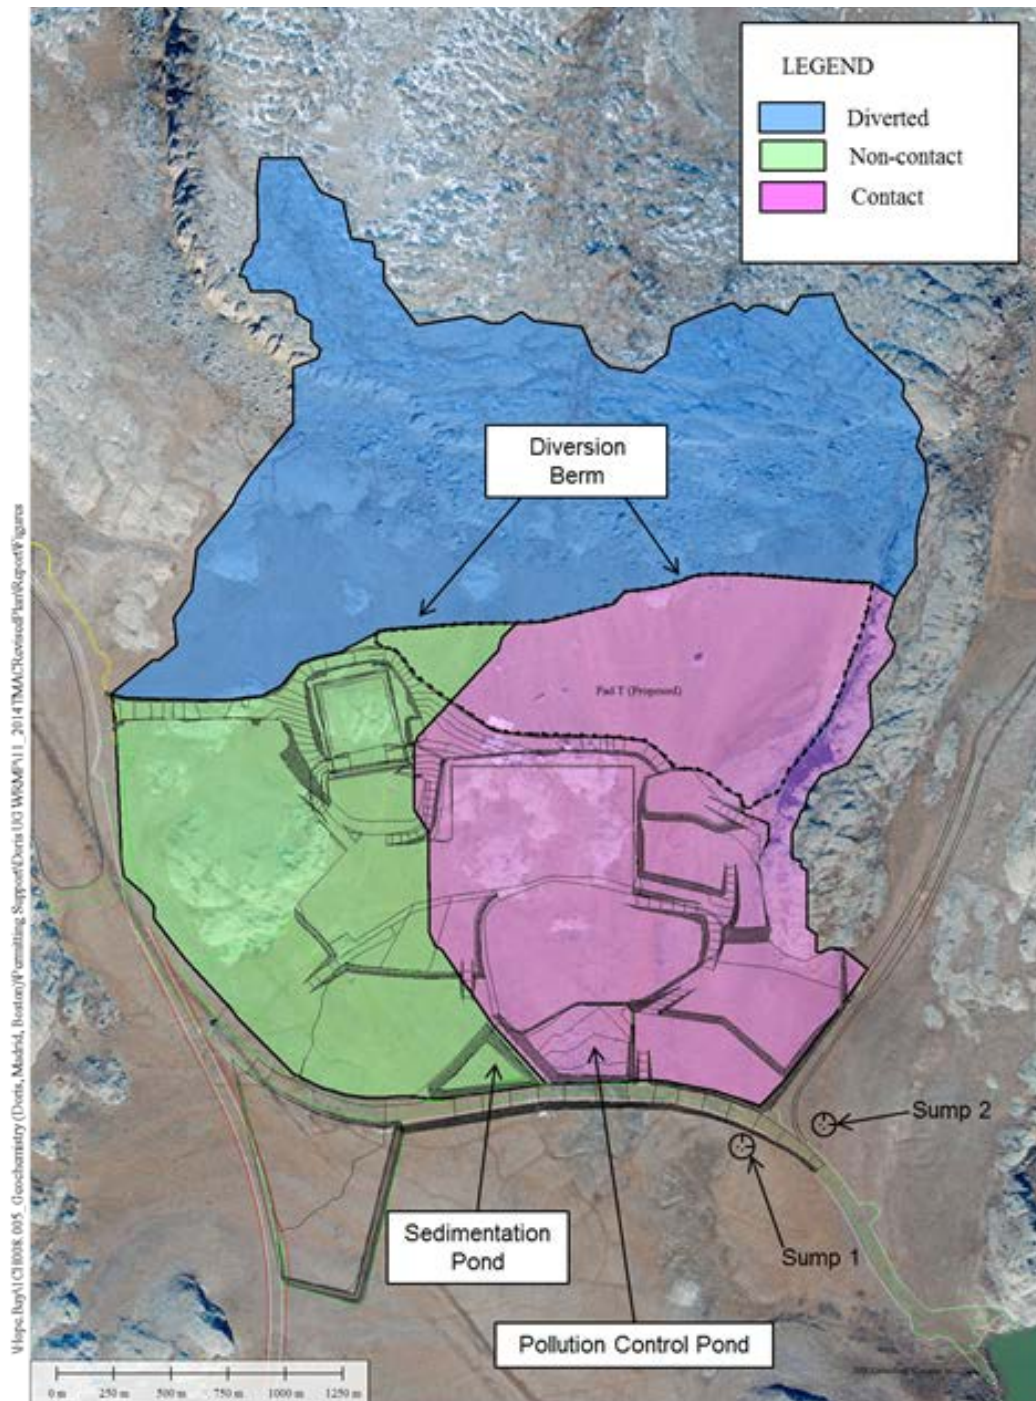 LEGEND
Diverted
Non-contact
Contact
Diversion
Berm
Pad T (Proposed)
Sump 2
Sump 1
Sedimentation
Pond
Pollution Control Pond
0 m 250 m 500 m 750 m 1000 m 1250 m